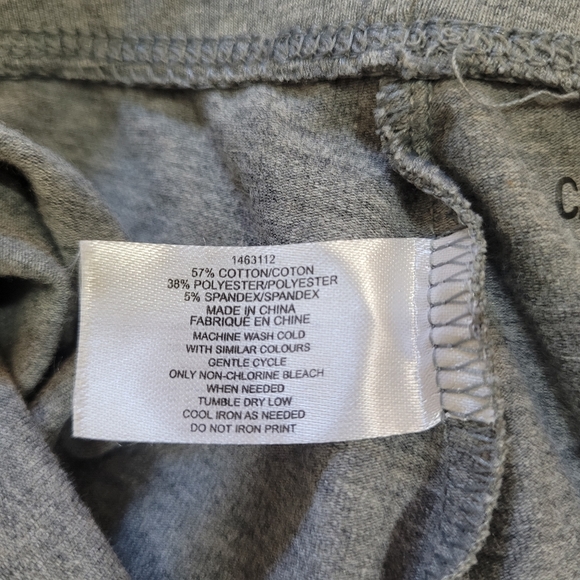 1463112
57% COTTON/COTON
38% POLYESTER/POLYESTER
5% SPANDEX/SPANDEX
MADE IN CHINA
FABRIQUÉ EN CHINE
MACHINE WASH COLD
WITH SIMILAR COLOURS
GENTLE CYCLE
ONLY NON-CHLORINE BLEACH
WHEN NEEDED
TUMBLE DRY LOW
COOL IRON AS NEEDED
DO NOT IRON PRINT
C